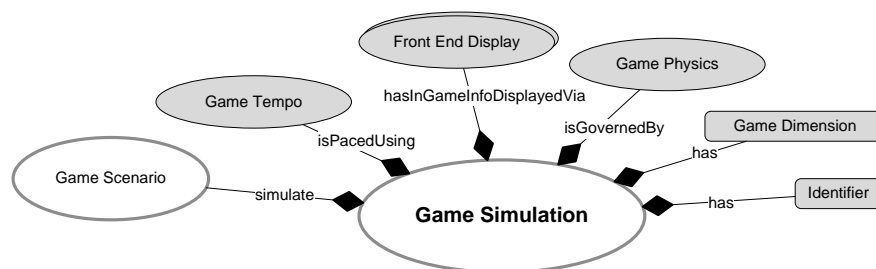 Front End Display
Game Physics
Game Tempo
hasInGameInfoDisplayedVia
Game Dimension
isGovernedBy
isPacedUsing
has
Game Scenario
simulate
Game Simulation
has
Identifier